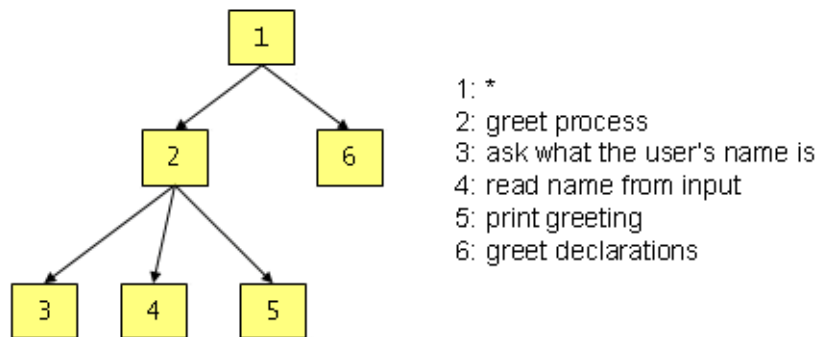 1
2
6
3
4
5
1: *
2: greet process
3: ask what the user's name is
4: read name from input
5: print greeting
6: greet declarations